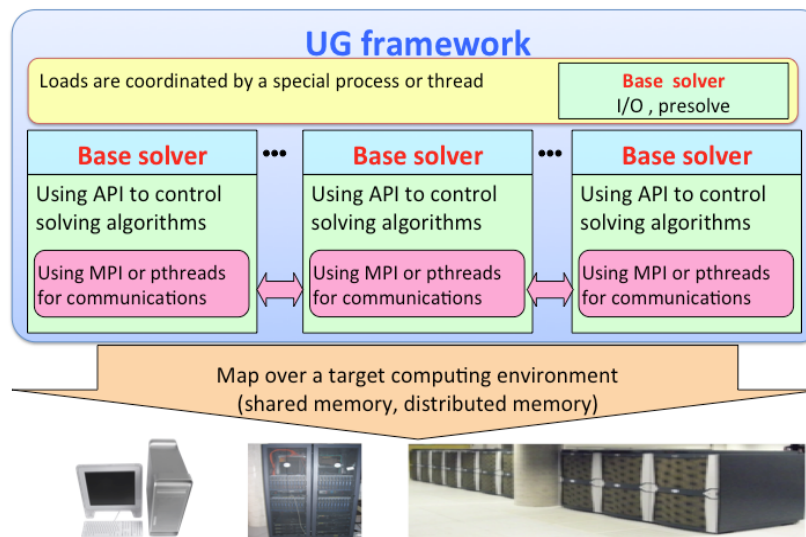 UG framework
Loads are coordinated by a special process or thread
Base solver
I/O , presolve
Base solver
•••
Base solver
•••
Base solver
Using API to control
solving algorithms
Using API to control
solving algorithms
Using API to control
solving algorithms
Using MPI or pthreads
for communications
Using MPI or pthreads
for communications
Using MPI or pthreads
for communications
Map over a target computing environment
(shared memory, distributed memory)